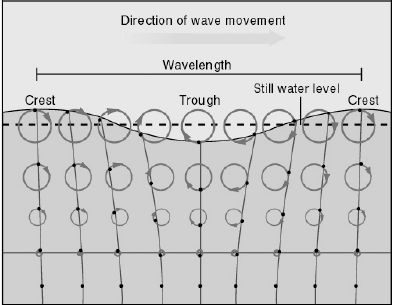 Direction of wave movement
Wavelength
Still water level
Crest
Trough
Crest